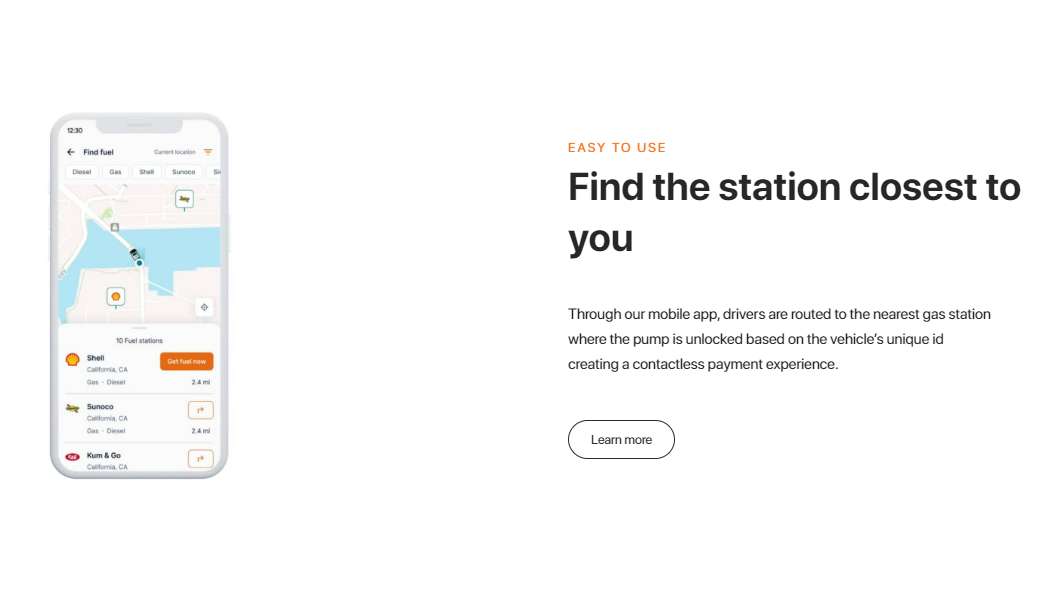 12:30
Find fuel
Current location
Diesel
Gas
Shell
Sunoco
10 Fuel stations
Shell
Get fuel now
California, CA
Gas · Diesel
2.4 mi
Sunoco
California, CA
Gas · Diesel
2.4 mi
Kum & Go
California, CA
EASY TO USE
Find the station closest to
you
Through our mobile app, drivers are routed to the nearest gas station
where the pump is unlocked based on the vehicle’s unique id
creating a contactless payment experience.
Learn more